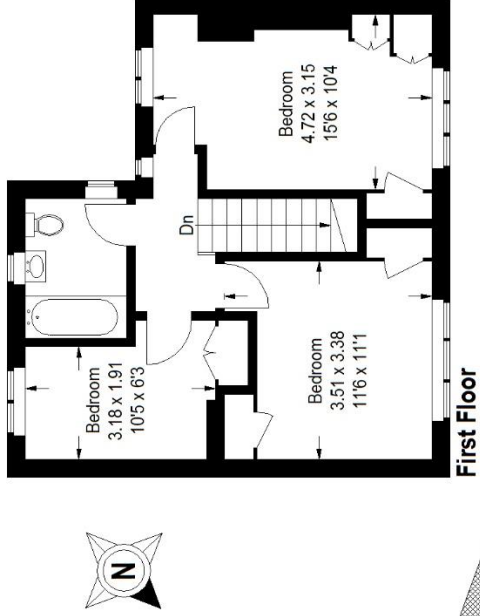 Bedroom
4.72 x 3.15
15'6 x 10'4
Dn
Bedroom
3.18 x 1.91
10'5 x 6'3
Bedroom
3.51 x 3.38
11'6 x 11'1
First Floor
N